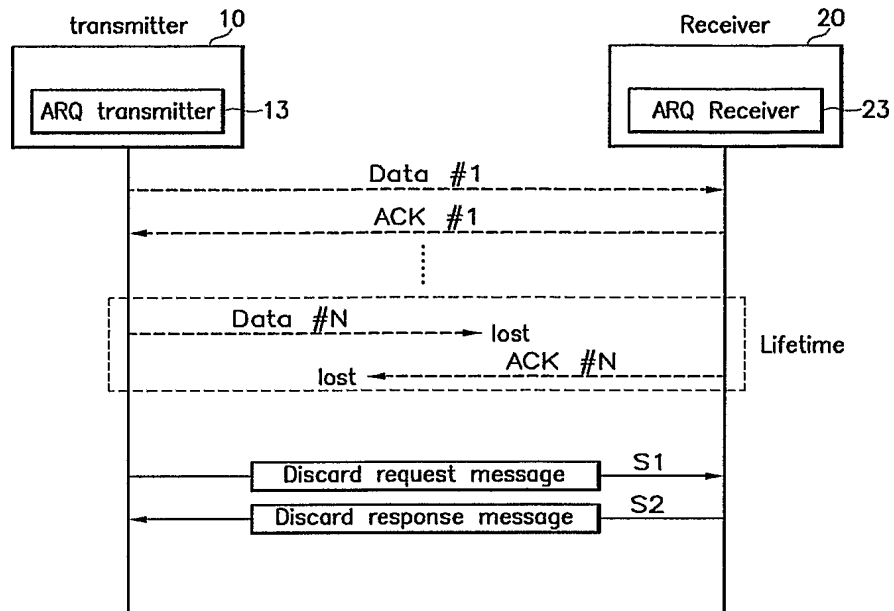 transmitter 10
Receiver 20
ARQ transmitter 13
ARQ Receiver 23
Data #1
ACK #1
Data #N
lost
ACK #N
lost
Lifetime
Discard request message S1
Discard response message S2